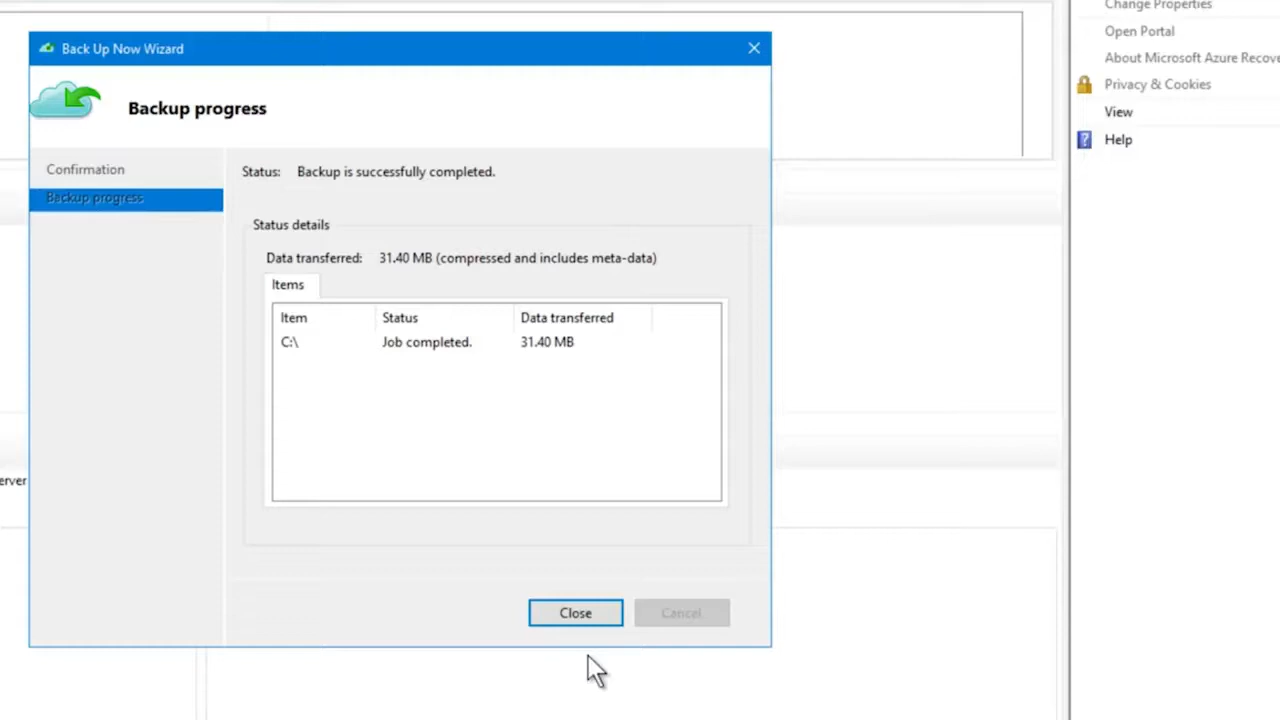 Change Properties
Open Portal
About Microsoft Azure Recove
Privacy & Cookies
View
Help
Back Up Now Wizard
Backup progress
Confirmation
Backup progress
Status: Backup is successfully completed.
Status details
Data transferred: 31.40 MB (compressed and includes meta-data)
Items
Item Status Data transferred
C:\ Job completed. 31.40 MB
erver
Close Cancel